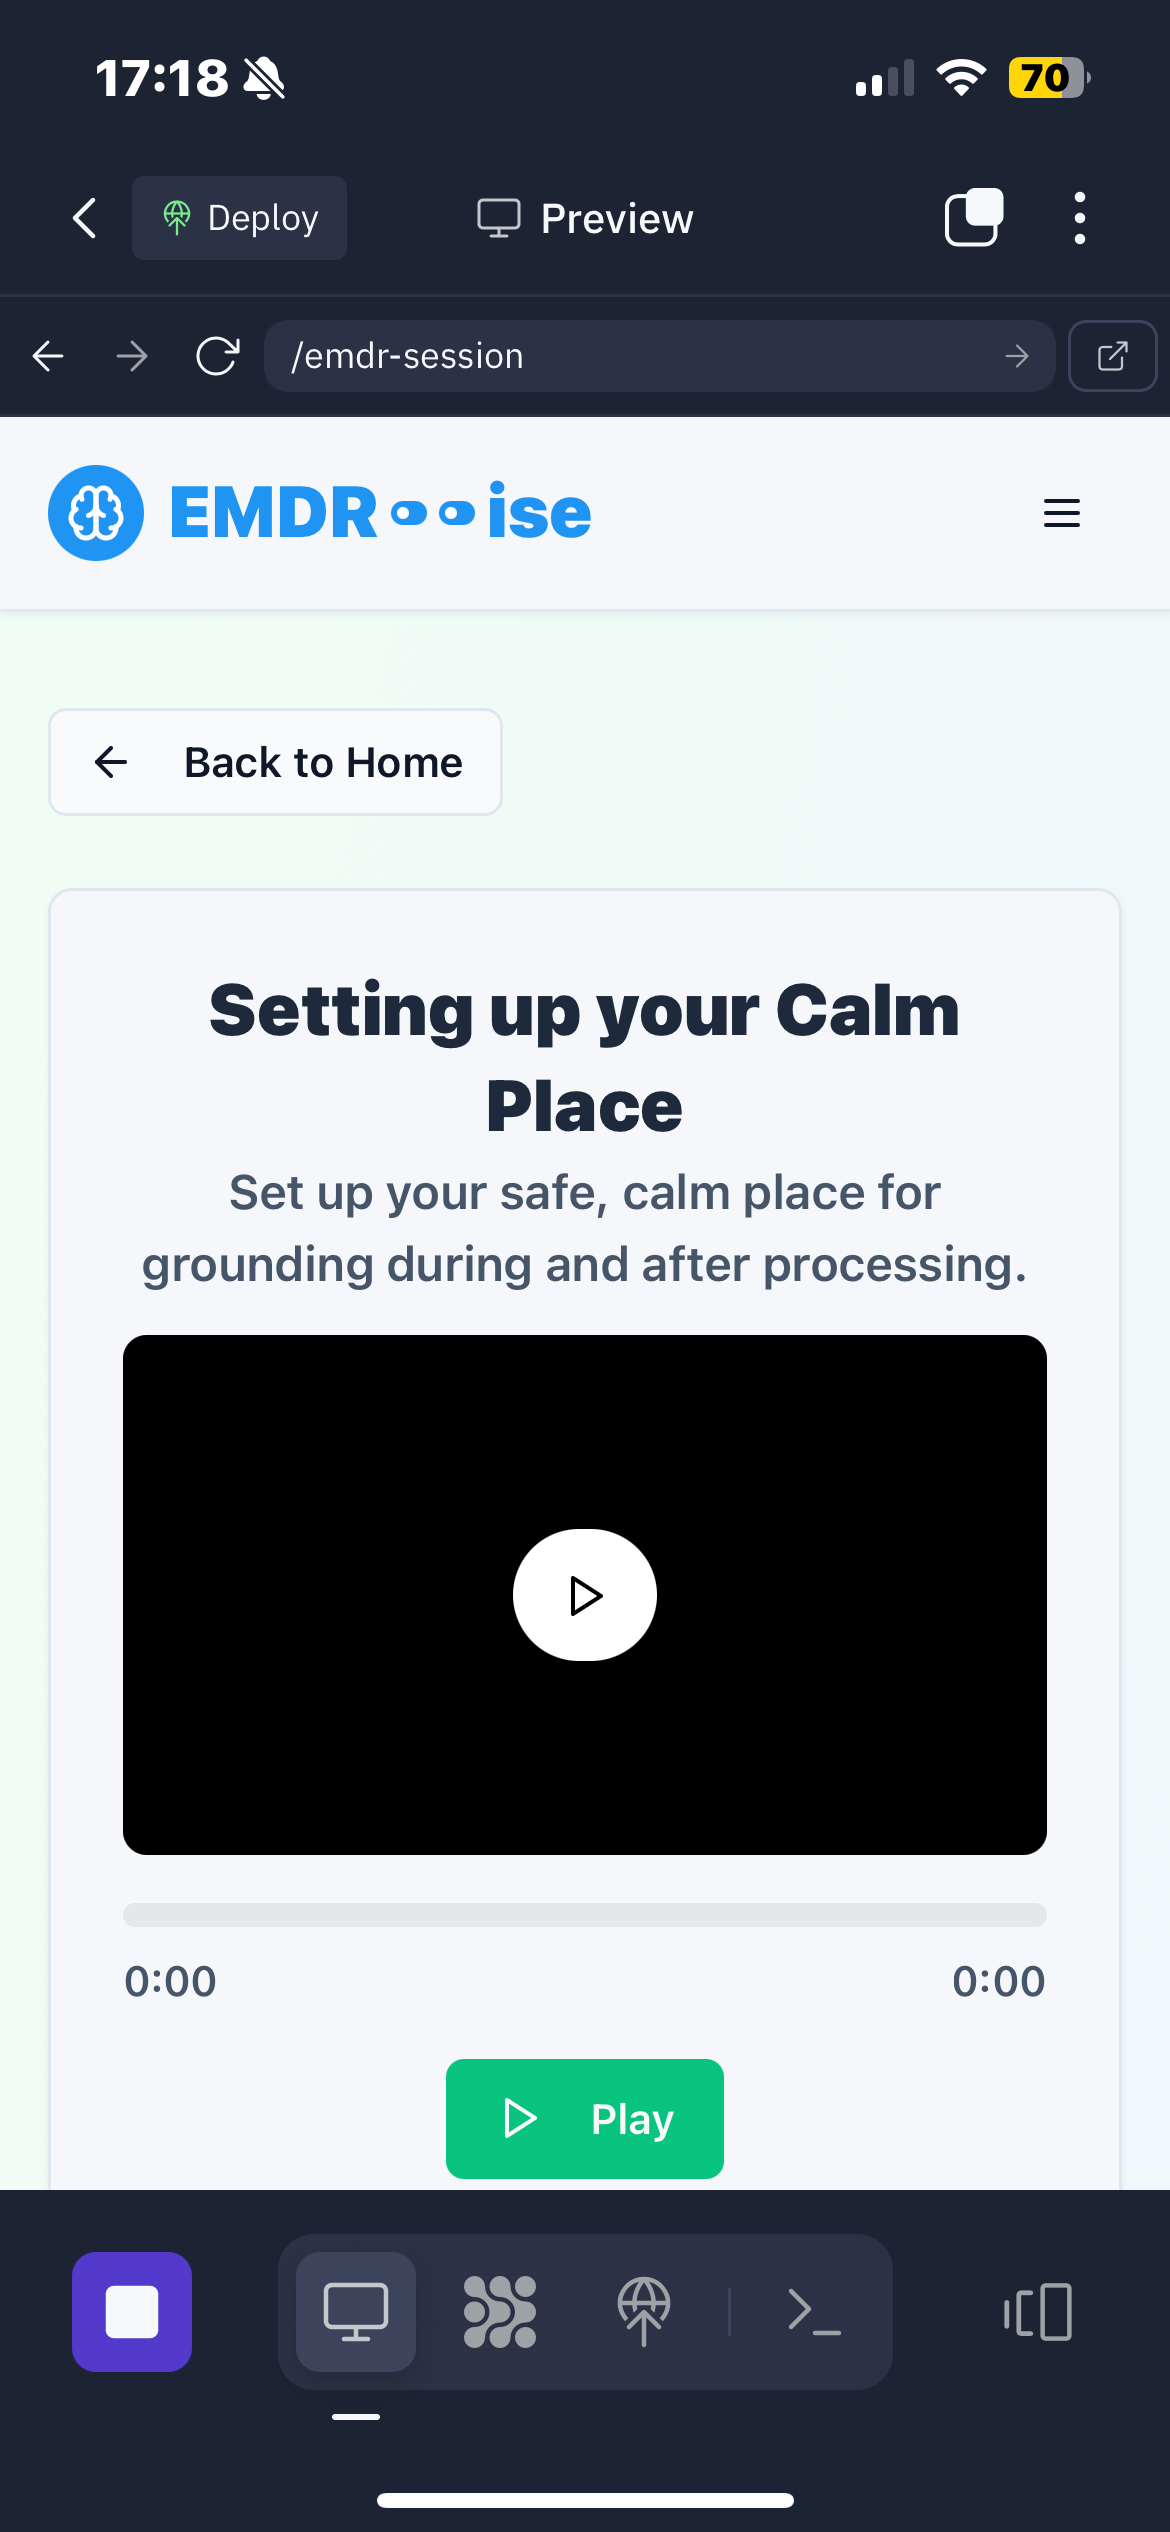 17:18
70
Deploy
Preview
/emdr-session
EMDR ise
Back to Home
Setting up your Calm
Place
Set up your safe, calm place for
grounding during and after processing.
0:00
0:00
Play